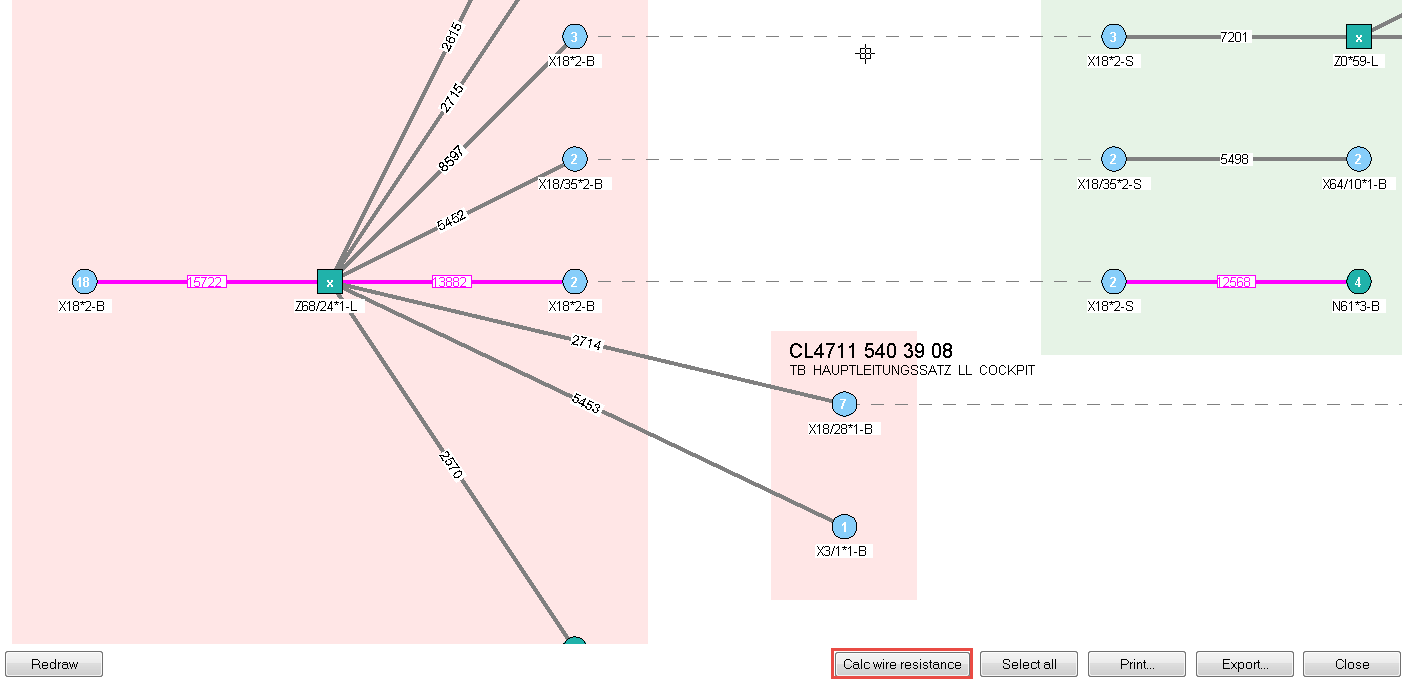 2615
3
7201
x
X18*2-B
X18*2-S
Z0*59-L
2715
8597
2
2
5498
2
X18/35*2-B
X18/35*2-S
X64/10*1-B
5452
18
15722
x
13882
2
2
12568
4
X18*2-B
Z68/24*1-L
X18*2-B
X18*2-S
N61*3-B
3
2714
CL4711 540 39 08
TB HAUPTLEITUNGSSATZ LL COCKPIT
5453
7
X18/28*1-B
2570
1
X3/1*1-B
Redraw
Calc wire resistance
Select all
Print...
Export...
Close